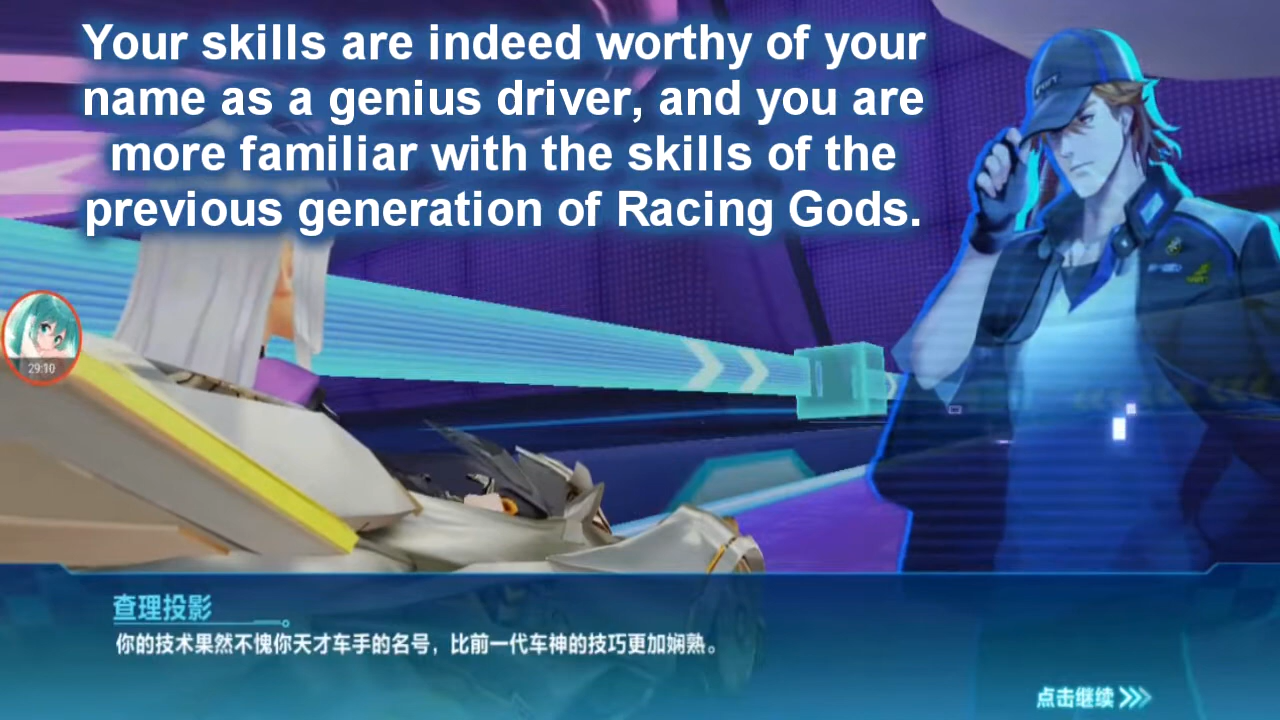 Your skills are indeed worthy of your
name as a genius driver, and you are
more familiar with the skills of the
previous generation of Racing Gods.
29:10
查理投影
你的技术果然不愧你天才车手的名号，比前一代车神的技巧更加娴熟。
点击继续